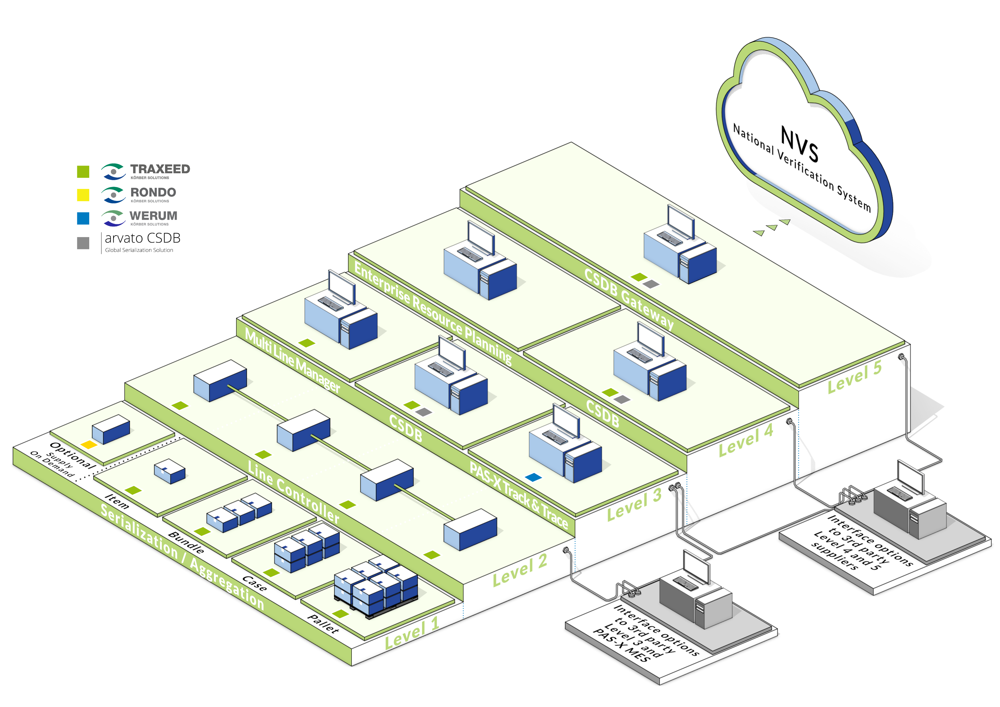 TRAXEED
KÖRBER SOLUTIONS
RONDO
KÖRBER SOLUTIONS
WERUM
KÖRBER SOLUTIONS
arvato CSDB
Global Serialization Solution
NVS
National Verification System
CSDB Gateway
Level 5
Enterprise Resource Planning
CSDB
Level 4
Multi Line Manager
CSDB
PAS-X Track & Trace
Level 3
Line Controller
Level 2
Optional
Supply
On Demand
Item
Bundle
Case
Pallet
Serialization / Aggregation
Level 1
Interface options
to 3rd party
Level 4 and 5
suppliers
Interface options
to 3rd party
Level 3 and
PAS-X MES